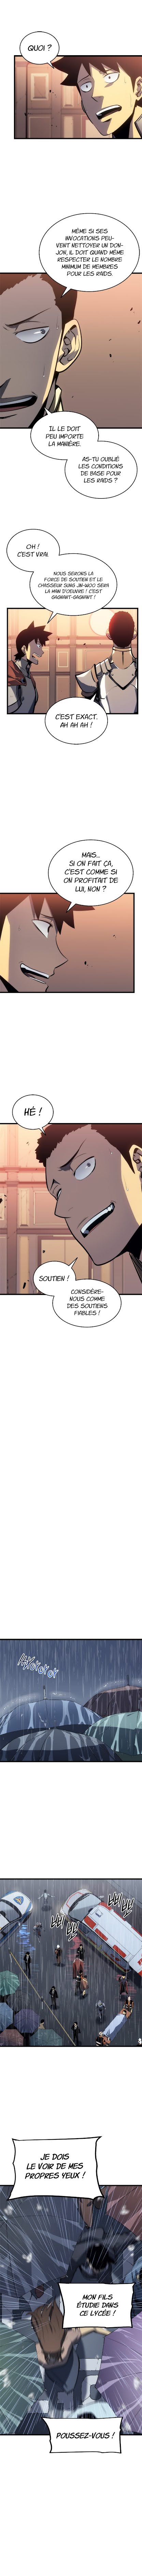 QUOI ?
MÊME SI SES
INVOCATIONS PEU-
VENT NETTOYER UN DON-
JON, IL DOIT QUAND MÊME
RESPECTER LE NOMBRE
MINIMUM DE MEMBRES
POUR LES RAIDS.
IL LE DOIT
PEU IMPORTE
LA MANIÈRE.
AS-TU OUBLIÉ
LES CONDITIONS
DE BASE POUR
LES RAIDS ?
OH !
C'EST VRAI.
NOUS SERONS LA
FORCE DE SOUTIEN ET LE
CHASSEUR SUNG JIN-WOO SERA
LA MAIN D'OEUVRE ! C'EST
GAGNANT-GAGNANT !
C'EST EXACT.
AH AH AH !
MAIS...
SI ON FAIT ÇA,
C'EST COMME SI
ON PROFITAIT DE
LUI, NON ?
HÉ !
SOUTIEN !
CONSIDÈRE-
NOUS COMME
DES SOUTIENS
FIABLES !
JE DOIS
LE VOIR DE MES
PROPRES YEUX !
MON FILS
ÉTUDIE DANS
CE LYCÉE !
POUSSEZ-VOUS !